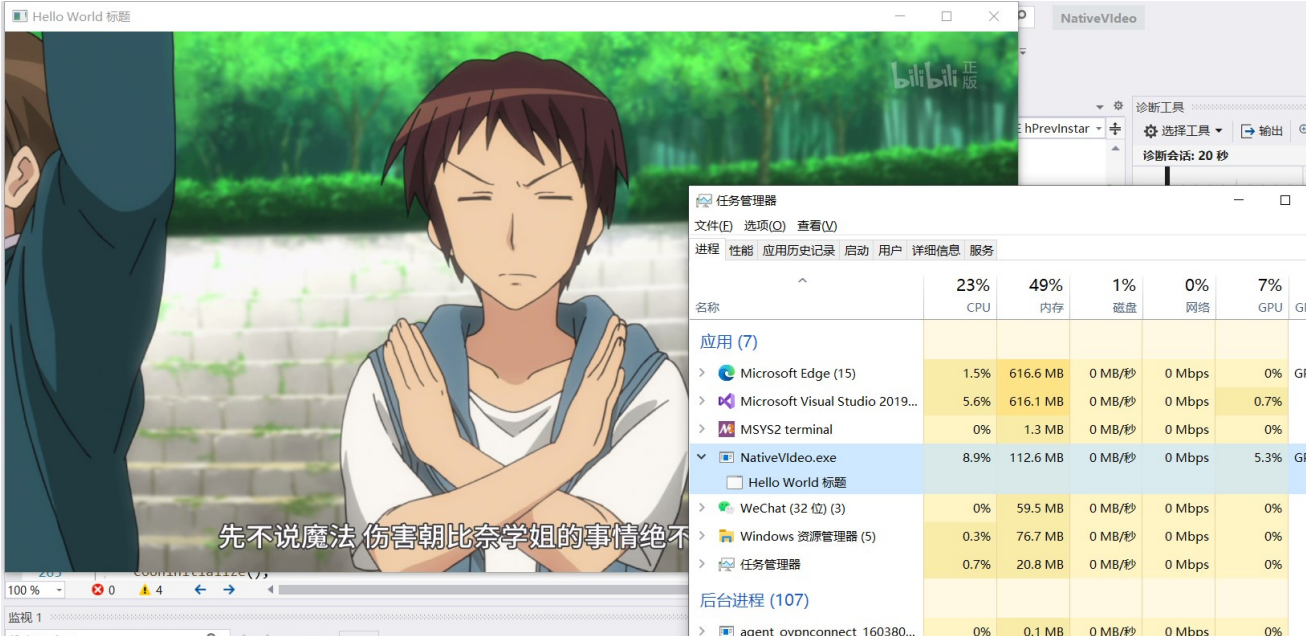 Hello World 标题
NativeVIdeo
bilibili 正版
hPrevInstar
诊断工具
选择工具
输出
诊断会话: 20 秒
先不说魔法 伤害朝比奈学姐的事情绝不
100 %
0
4
监视 1
任务管理器
文件(F) 选项(O) 查看(V)
进程 性能 应用历史记录 启动 用户 详细信息 服务
23% 49% 1% 0% 7%
名称 CPU 内存 磁盘 网络 GPU
应用 (7)
Microsoft Edge (15) 1.5% 616.6 MB 0 MB/秒 0 Mbps 0%
Microsoft Visual Studio 2019... 5.6% 616.1 MB 0 MB/秒 0 Mbps 0.7%
MSYS2 terminal 0% 1.3 MB 0 MB/秒 0 Mbps 0%
NativeVIdeo.exe 8.9% 112.6 MB 0 MB/秒 0 Mbps 5.3%
Hello World 标题
WeChat (32 位) (3) 0% 59.5 MB 0 MB/秒 0 Mbps 0%
Windows 资源管理器 (5) 0.3% 76.7 MB 0 MB/秒 0 Mbps 0%
任务管理器 0.7% 20.8 MB 0 MB/秒 0 Mbps 0%
后台进程 (107)
agent_ovpnconnect_160380... 0% 0.1 MB 0 MB/秒 0 Mbps 0%